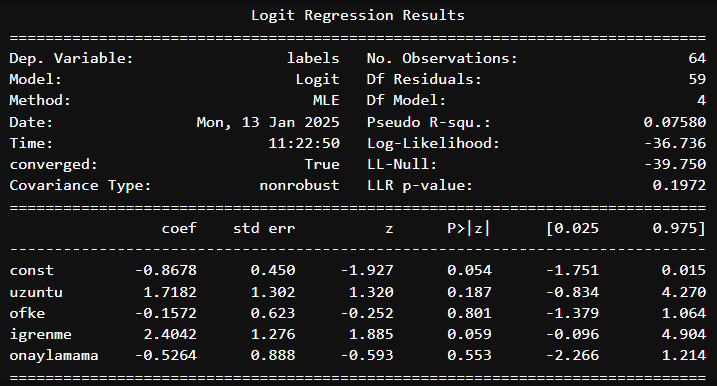 Logit Regression Results
==============================================================================
Dep. Variable: labels No. Observations: 64
Model: Logit Df Residuals: 59
Method: MLE Df Model: 4
Date: Mon, 13 Jan 2025 Pseudo R-squ.: 0.07580
Time: 11:22:50 Log-Likelihood: -36.736
converged: True LL-Null: -39.750
Covariance Type: nonrobust LLR p-value: 0.1972
==============================================================================
coef std err z P>|z| [0.025 0.975]
------------------------------------------------------------------------------
const -0.8678 0.450 -1.927 0.054 -1.751 0.015
uzuntu 1.7182 1.302 1.320 0.187 -0.834 4.270
ofke -0.1572 0.623 -0.252 0.801 -1.379 1.064
igrenme 2.4042 1.276 1.885 0.059 -0.096 4.904
onaylamama -0.5264 0.888 -0.593 0.553 -2.266 1.214
==============================================================================